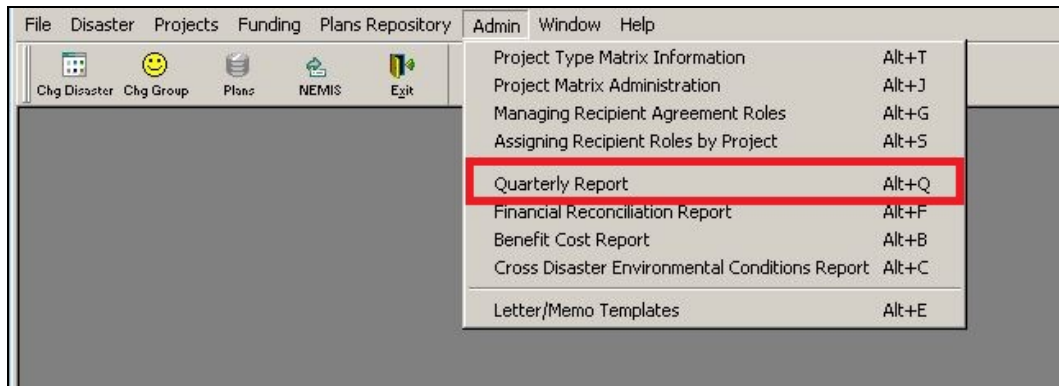 File Disaster Projects Funding Plans Repository Admin Window Help
Chg Disaster Chg Group Plans NEMIS Exit
Project Type Matrix Information Alt+T
Project Matrix Administration Alt+J
Managing Recipient Agreement Roles Alt+G
Assigning Recipient Roles by Project Alt+S
Quarterly Report Alt+Q
Financial Reconciliation Report Alt+F
Benefit Cost Report Alt+B
Cross Disaster Environmental Conditions Report Alt+C
Letter/Memo Templates Alt+E